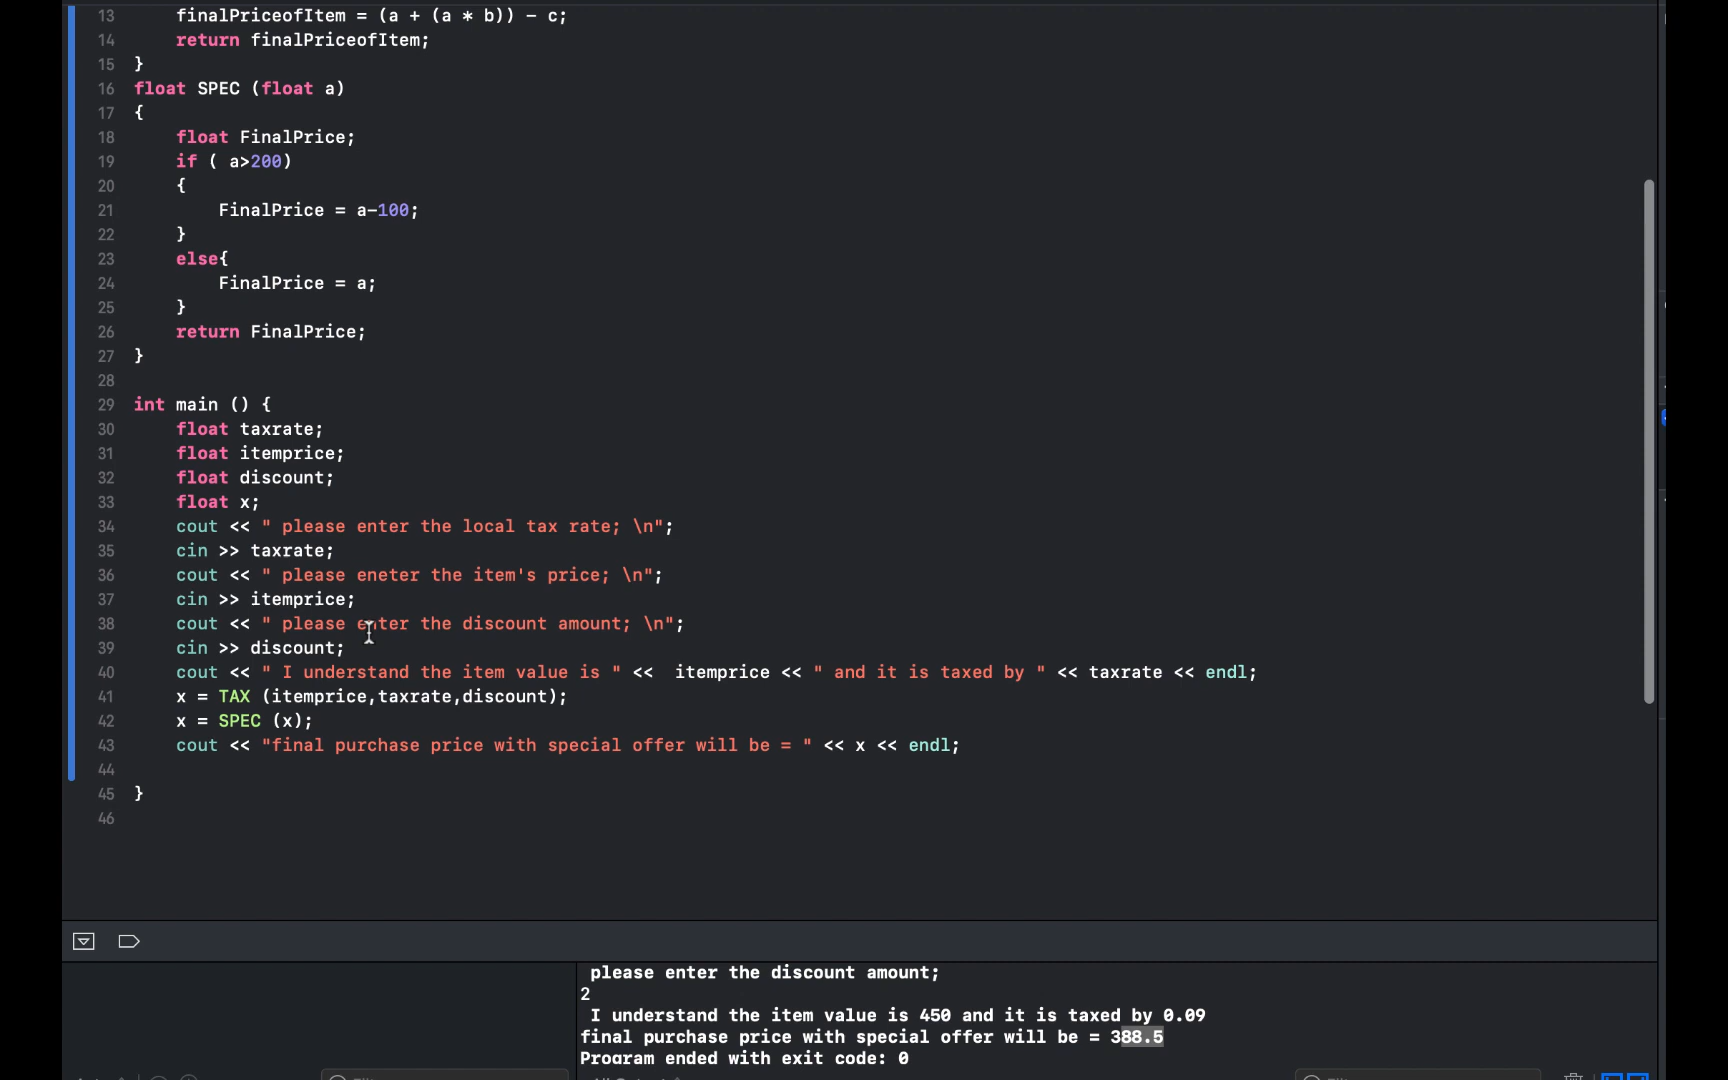 13 finalPriceofItem = (a + (a * b)) - c;
14 return finalPriceofItem;
15 }
16 float SPEC (float a)
17 {
18 float FinalPrice;
19 if ( a>200)
20 {
21 FinalPrice = a-100;
22 }
23 else{
24 FinalPrice = a;
25 }
26 return FinalPrice;
27 }
28
29 int main () {
30 float taxrate;
31 float itemprice;
32 float discount;
33 float x;
34 cout << " please enter the local tax rate; \n";
35 cin >> taxrate;
36 cout << " please eneter the item's price; \n";
37 cin >> itemprice;
38 cout << " please enter the discount amount; \n";
39 cin >> discount;
40 cout << " I understand the item value is " <<  itemprice << " and it is taxed by " << taxrate << endl;
41 x = TAX (itemprice,taxrate,discount);
42 x = SPEC (x);
43 cout << "final purchase price with special offer will be = " << x << endl;
44
45 }
46
please enter the discount amount;
2
I understand the item value is 450 and it is taxed by 0.09
final purchase price with special offer will be = 388.5
Program ended with exit code: 0